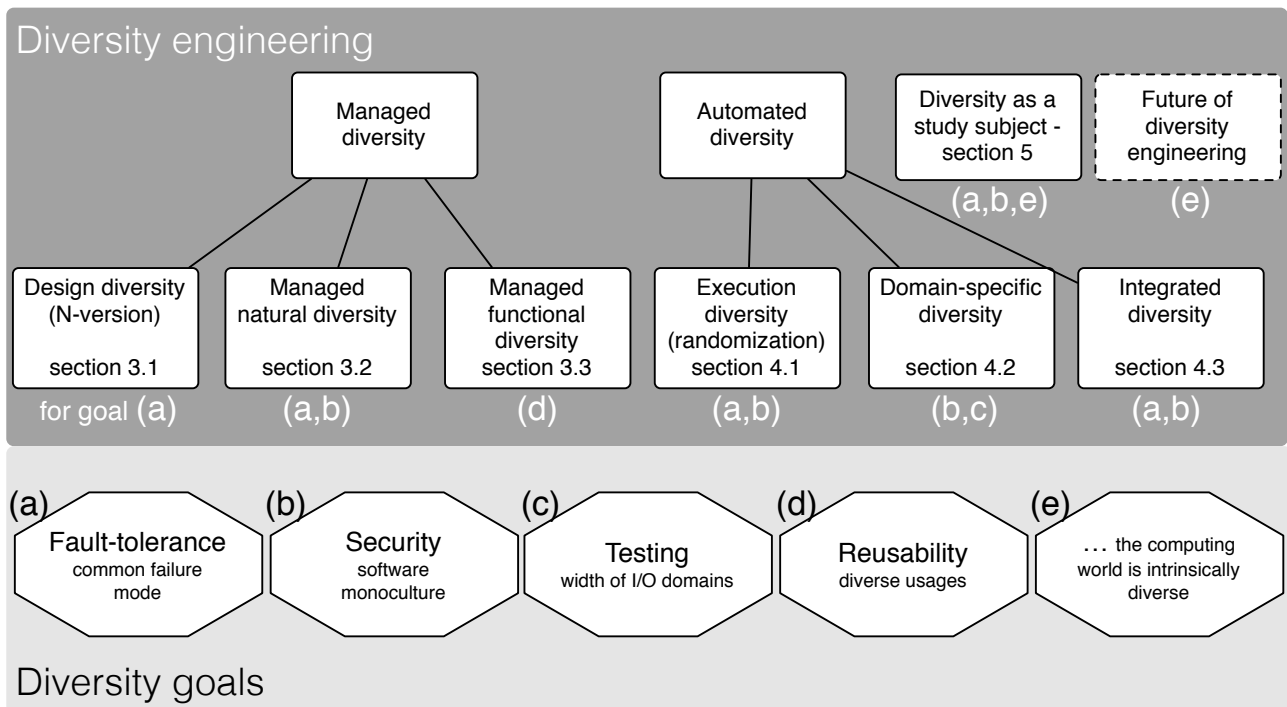 Diversity engineering
Managed
diversity
Automated
diversity
Diversity as a
study subject -
section 5
(a,b,e)
Future of
diversity
engineering
(e)
Design diversity
(N-version)
section 3.1
for goal (a)
Managed
natural diversity
section 3.2
(a,b)
Managed
functional
diversity
section 3.3
(d)
Execution
diversity
(randomization)
section 4.1
(a,b)
Domain-specific
diversity
section 4.2
(b,c)
Integrated
diversity
section 4.3
(a,b)
(a)
Fault-tolerance
common failure
mode
(b)
Security
software
monoculture
(c)
Testing
width of I/O domains
(d)
Reusability
diverse usages
(e)
... the computing
world is intrinsically
diverse
Diversity goals